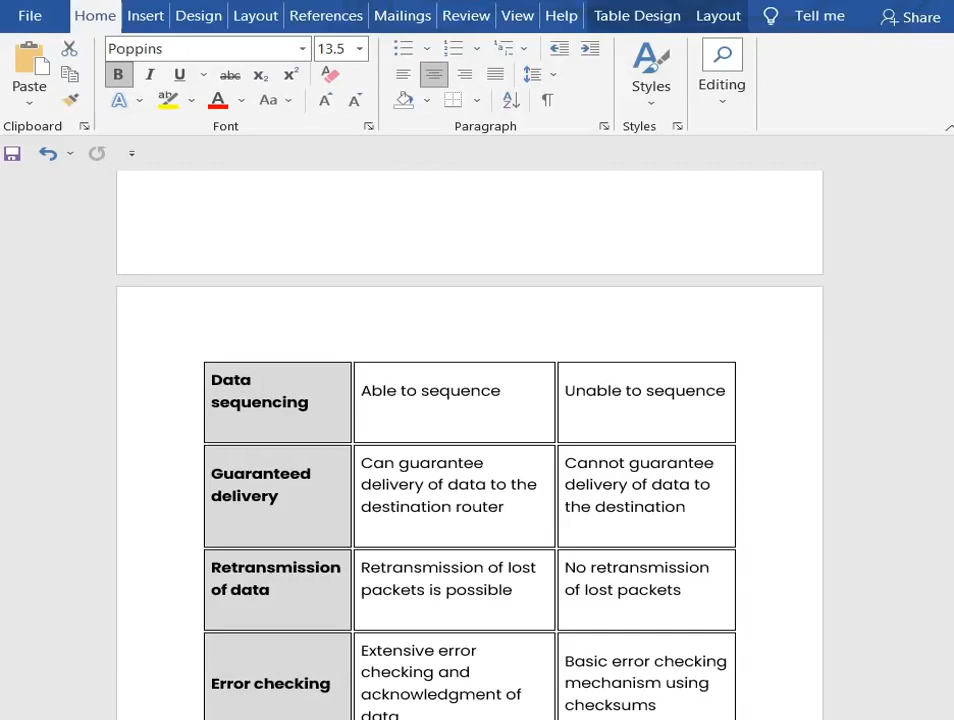 File Home Insert Design Layout References Mailings Review View Help Table Design Layout Tell me Share
Poppins 13.5
B I U abc x₂ x²
A ab A Aa A A
Paste Styles Editing
Clipboard Font Paragraph Styles
Data
sequencing
Able to sequence
Unable to sequence
Guaranteed
delivery
Can guarantee
delivery of data to the
destination router
Cannot guarantee
delivery of data to
the destination
Retransmission
of data
Retransmission of lost
packets is possible
No retransmission
of lost packets
Error checking
Extensive error
checking and
acknowledgment of
data
Basic error checking
mechanism using
checksums